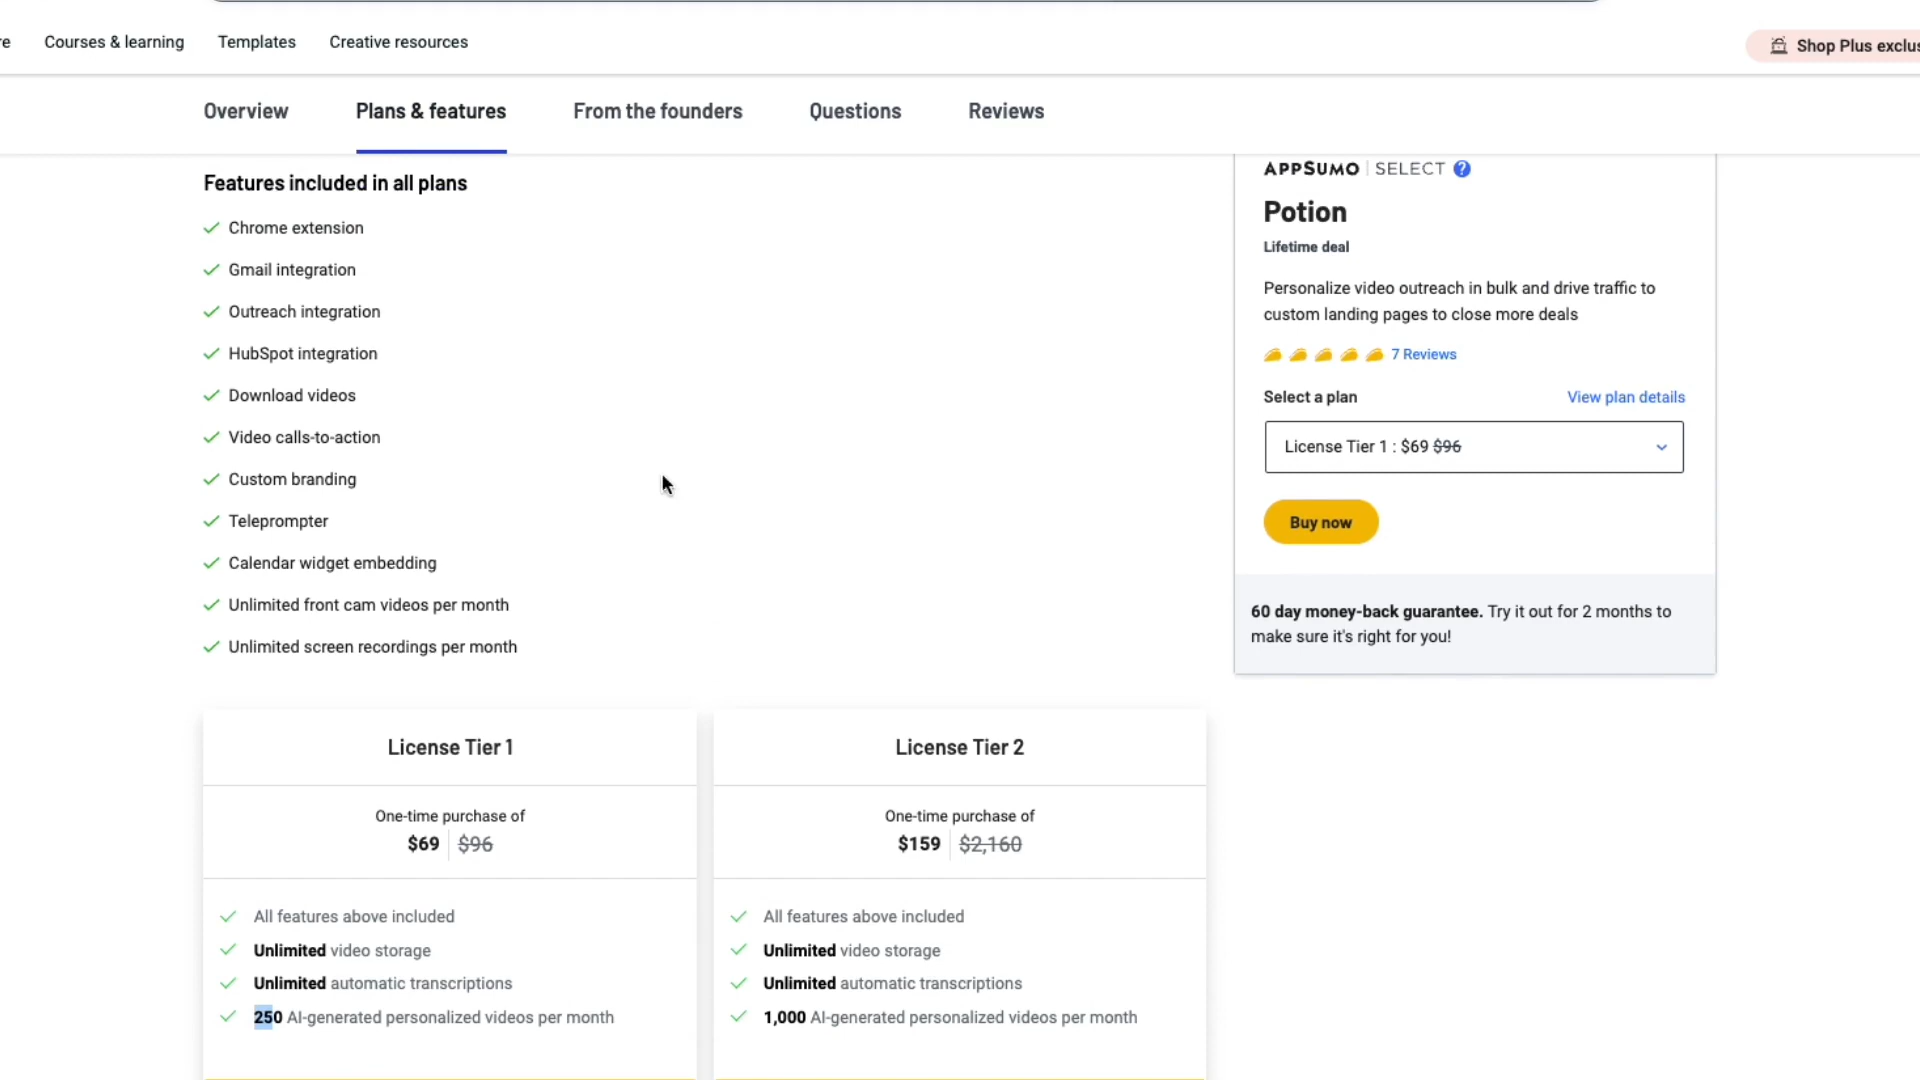 re
Courses & learning
Templates
Creative resources
Shop Plus exclus
Overview
Plans & features
From the founders
Questions
Reviews
Features included in all plans
Chrome extension
Gmail integration
Outreach integration
HubSpot integration
Download videos
Video calls-to-action
Custom branding
Teleprompter
Calendar widget embedding
Unlimited front cam videos per month
Unlimited screen recordings per month
APPSUMO | SELECT ?
Potion
Lifetime deal
Personalize video outreach in bulk and drive traffic to
custom landing pages to close more deals
7 Reviews
Select a plan
View plan details
License Tier 1 : $69 $96
Buy now
60 day money-back guarantee. Try it out for 2 months to
make sure it's right for you!
License Tier 1
One-time purchase of
$69 $96
All features above included
Unlimited video storage
Unlimited automatic transcriptions
250 AI-generated personalized videos per month
License Tier 2
One-time purchase of
$159 $2,160
All features above included
Unlimited video storage
Unlimited automatic transcriptions
1,000 AI-generated personalized videos per month